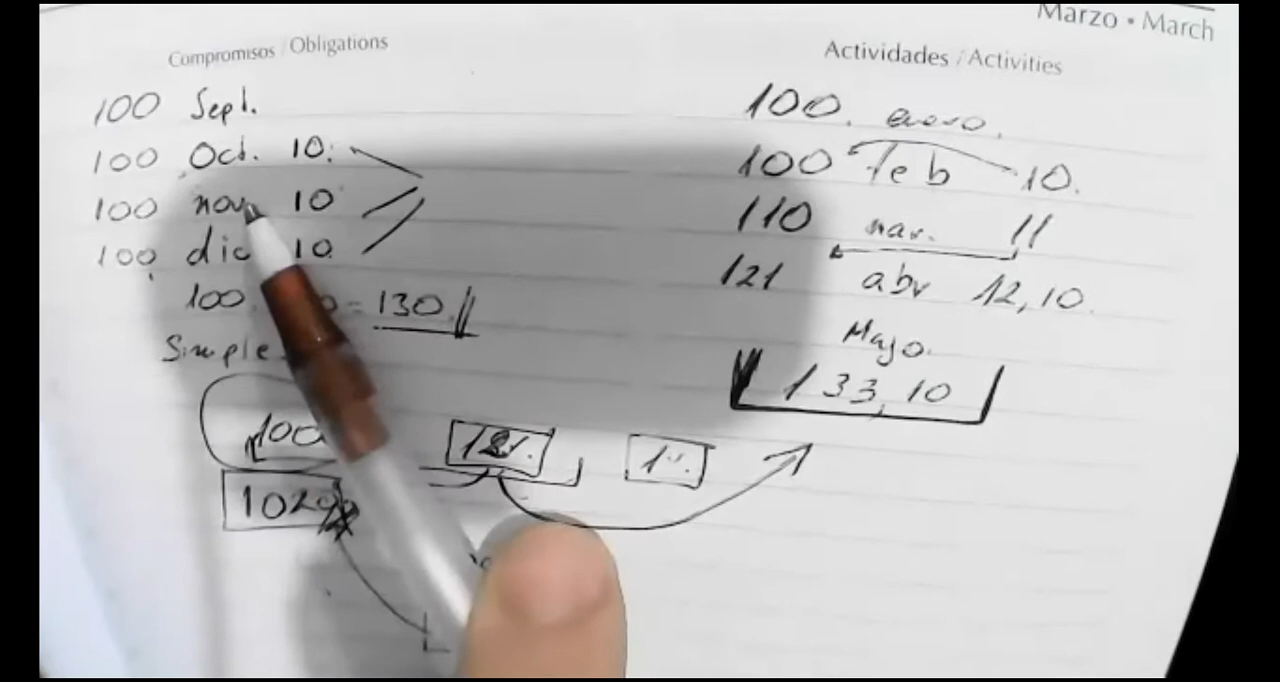 Marzo • March
Compromisos / Obligations
100 Sept.
100 Oct. 10.
100 nov 10
100 dic 10
100 = 130
Simple
100
1020
12%.
1%.
Actividades / Activities
100. enero.
100 feb 10.
110 mar. 11
121 abr 12,10.
Mayo.
133,10